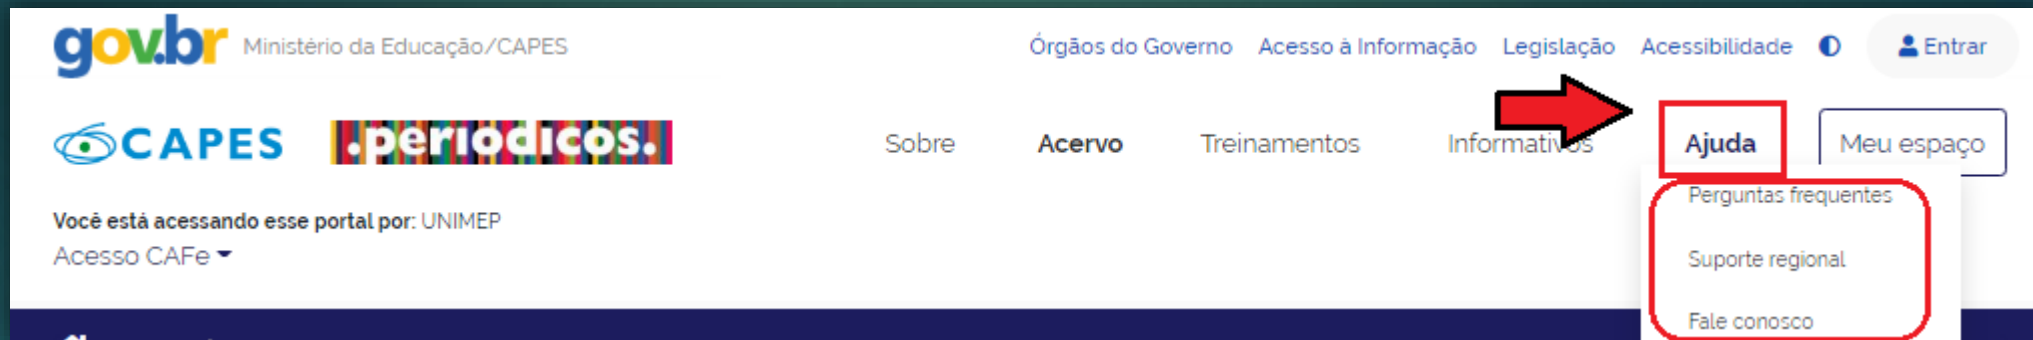 gov.br Ministério da Educação/CAPES Órgãos do Governo Acesso à Informação Legislação Acessibilidade Entrar
CAPES .periodicos. Sobre Acervo Treinamentos Informativos Ajuda Meu espaço
Perguntas frequentes
Você está acessando esse portal por: UNIMEP
Acesso CAFe
Suporte regional
Fale conosco